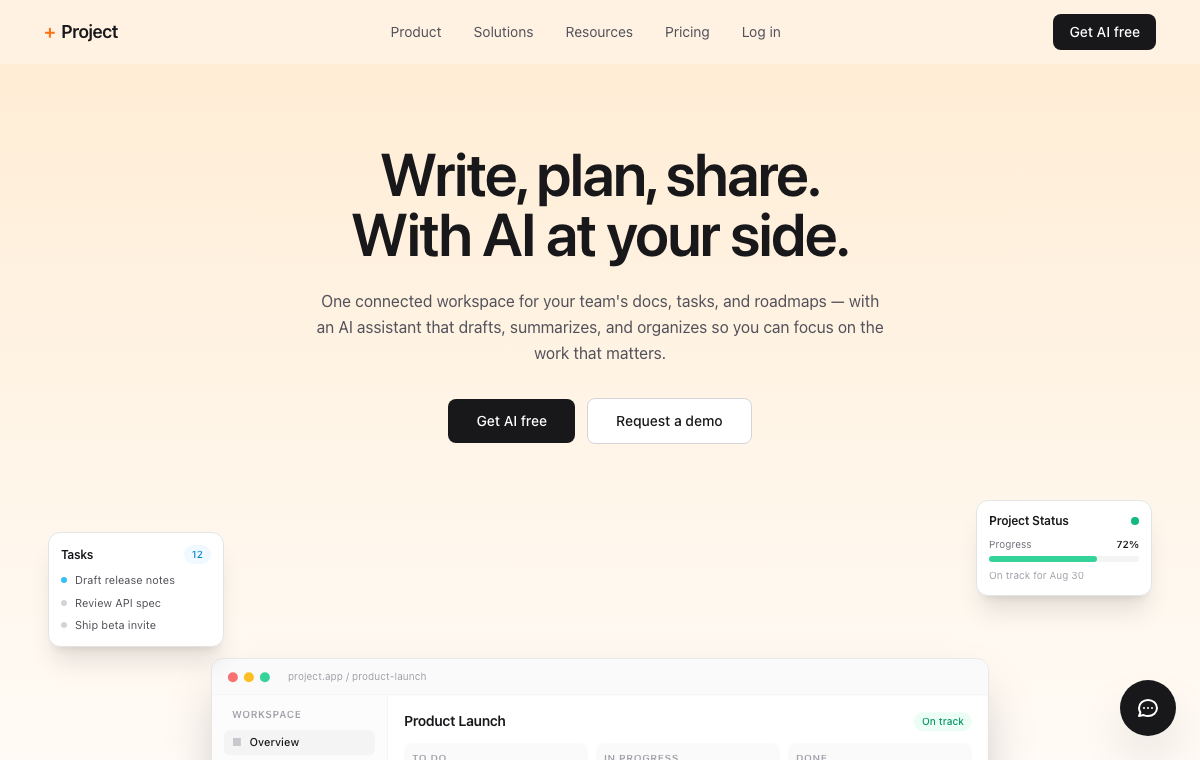 + Project
Product
Solutions
Resources
Pricing
Log in
Get AI free
Write, plan, share.
With AI at your side.
One connected workspace for your team's docs, tasks, and roadmaps — with
an AI assistant that drafts, summarizes, and organizes so you can focus on the
work that matters.
Get AI free
Request a demo
Project Status
Progress 72%
On track for Aug 30
Tasks 12
Draft release notes
Review API spec
Ship beta invite
project.app / product-launch
WORKSPACE
Overview
Product Launch
On track
TO DO
IN PROGRESS
DONE